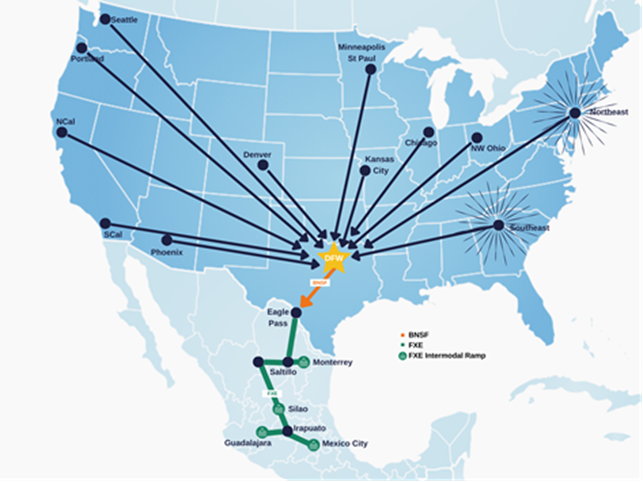 Seattle
Portland
Minneapolis
St Paul
Northeast
NCal
Chicago
NW Ohio
Denver
Kansas
City
SCal
Phoenix
Southeast
DFW
BNSF
Eagle
Pass
BNSF
FXE
FXE Intermodal Ramp
Monterrey
Saltillo
FXE
Silao
Irapuato
Guadalajara
Mexico City